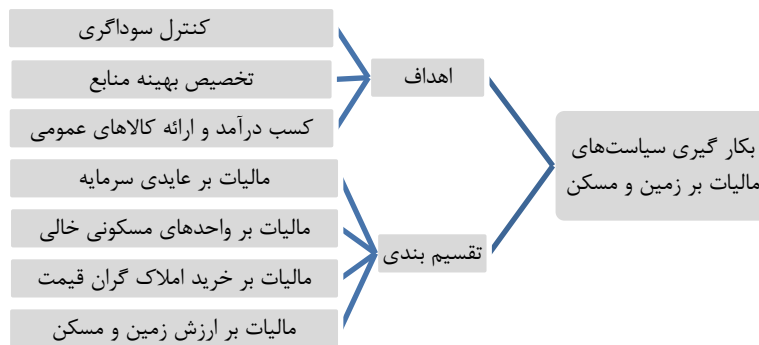 بکار گیری سیاست‌های
مالیات بر زمین و مسکن
اهداف
کنترل سوداگری
تخصیص بهینه منابع
کسب درآمد و ارائه کالاهای عمومی
تقسیم بندی
مالیات بر عایدی سرمایه
مالیات بر واحدهای مسکونی خالی
مالیات بر خرید املاک گران قیمت
مالیات بر ارزش زمین و مسکن